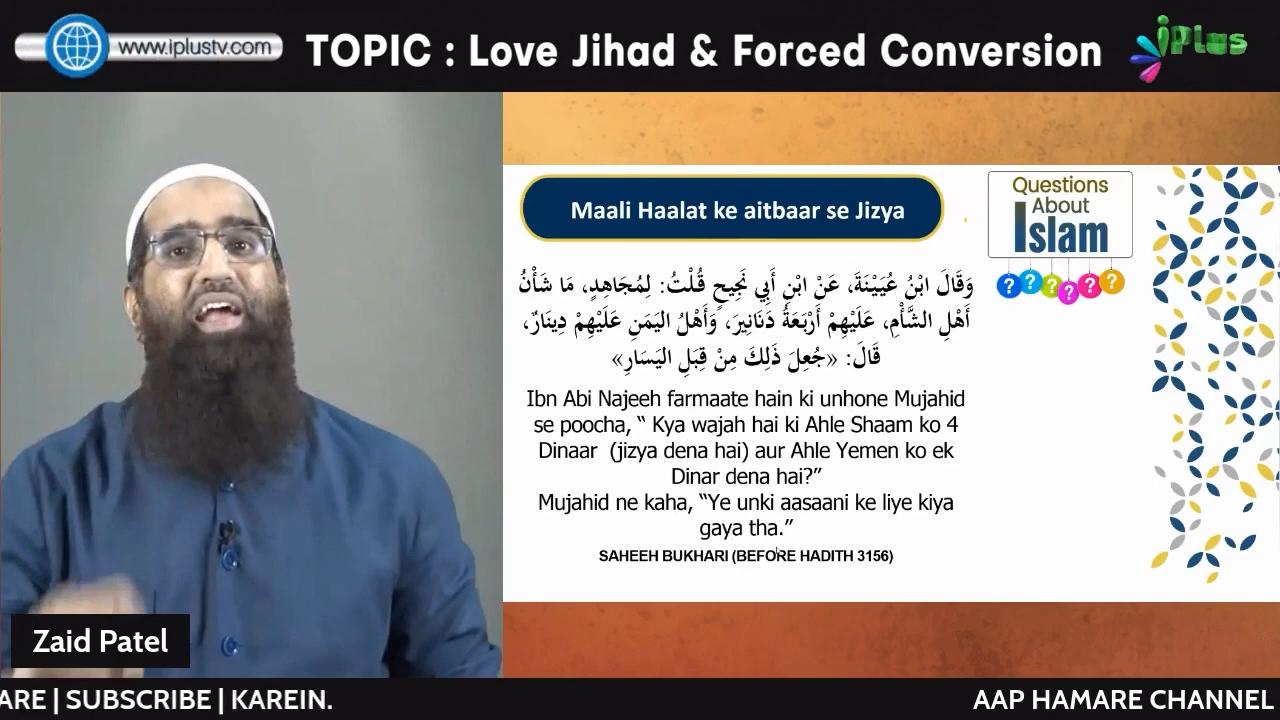 www.iplustv.com
TOPIC : Love Jihad & Forced Conversion
iPlus
Maali Haalat ke aitbaar se Jizya
Questions
About
Islam
? ? ? ? ? ?
وَقَالَ ابْنُ عُيَيْنَةَ، عَنْ ابْنِ أَبِي نَجِيحٍ قُلْتُ: لِمُجَاهِدٍ، مَا شَأْنُ
أَهْلِ الشَّأْمِ، عَلَيْهِمْ أَرْبَعَةُ دَنَانِيرَ، وَأَهْلُ اليَمَنِ عَلَيْهِمْ دِينَارٌ،
قَالَ: «جُعِلَ ذَلِكَ مِنْ قِبَلِ اليَسَارِ»
Ibn Abi Najeeh farmaate hain ki unhone Mujahid
se poocha, “ Kya wajah hai ki Ahle Shaam ko 4
Dinaar (jizya dena hai) aur Ahle Yemen ko ek
Dinar dena hai?”
Mujahid ne kaha, “Ye unki aasaani ke liye kiya
gaya tha.”
SAHEEH BUKHARI (BEFORE HADITH 3156)
Zaid Patel
ARE | SUBSCRIBE | KAREIN.
AAP HAMARE CHANNEL